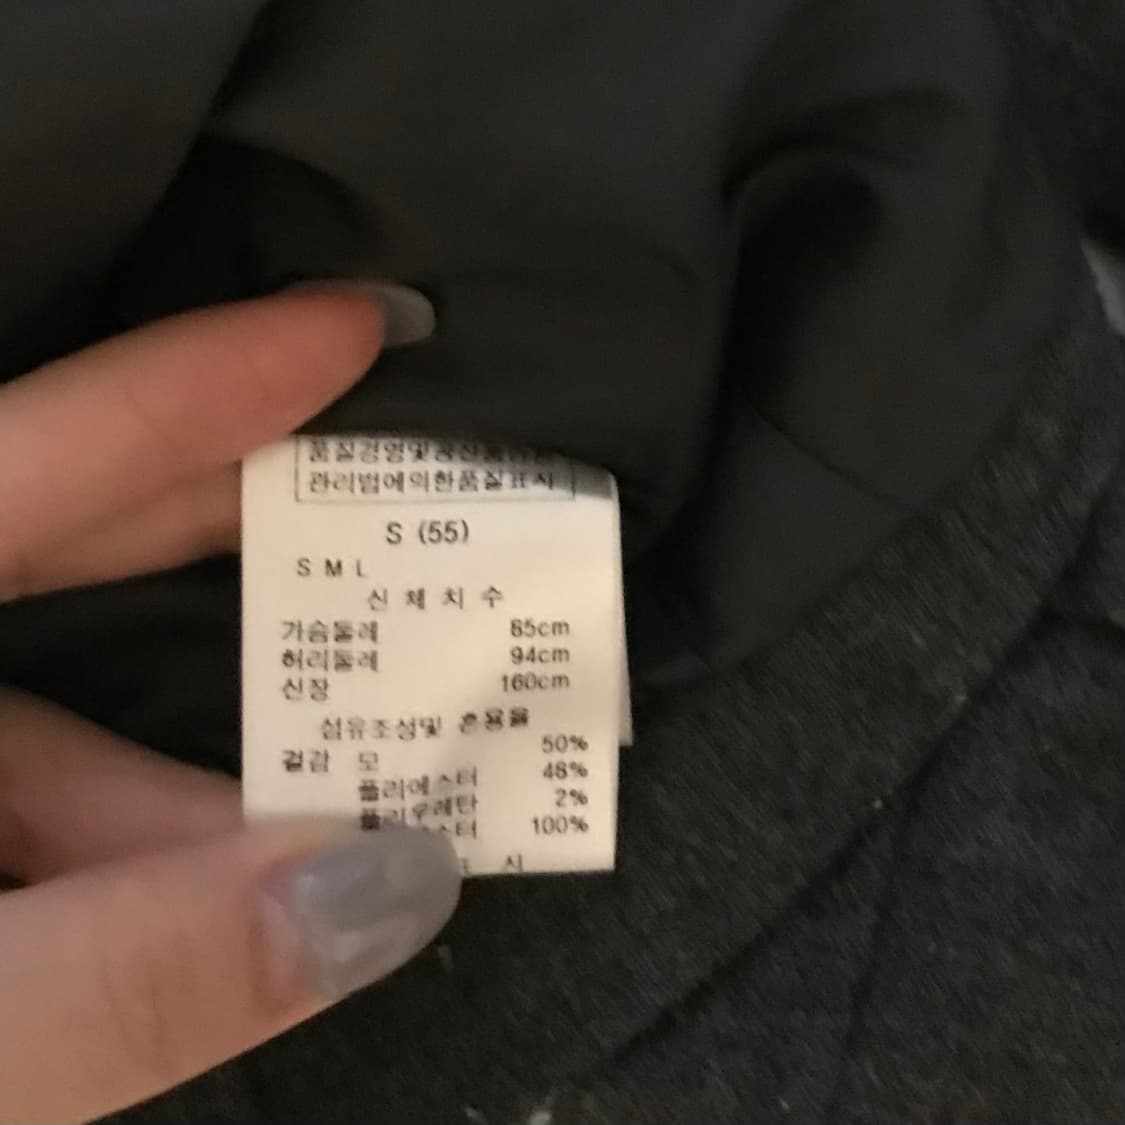 품질경영및공산품
관리법에의한품질표시
S (55)
S M L
신 체 치 수
가슴둘레 85cm
허리둘레 94cm
신장 160cm
섬유조성및 혼용율
겉감 모 50%
폴리에스터 48%
폴리우레탄 2%
스터 100%
시